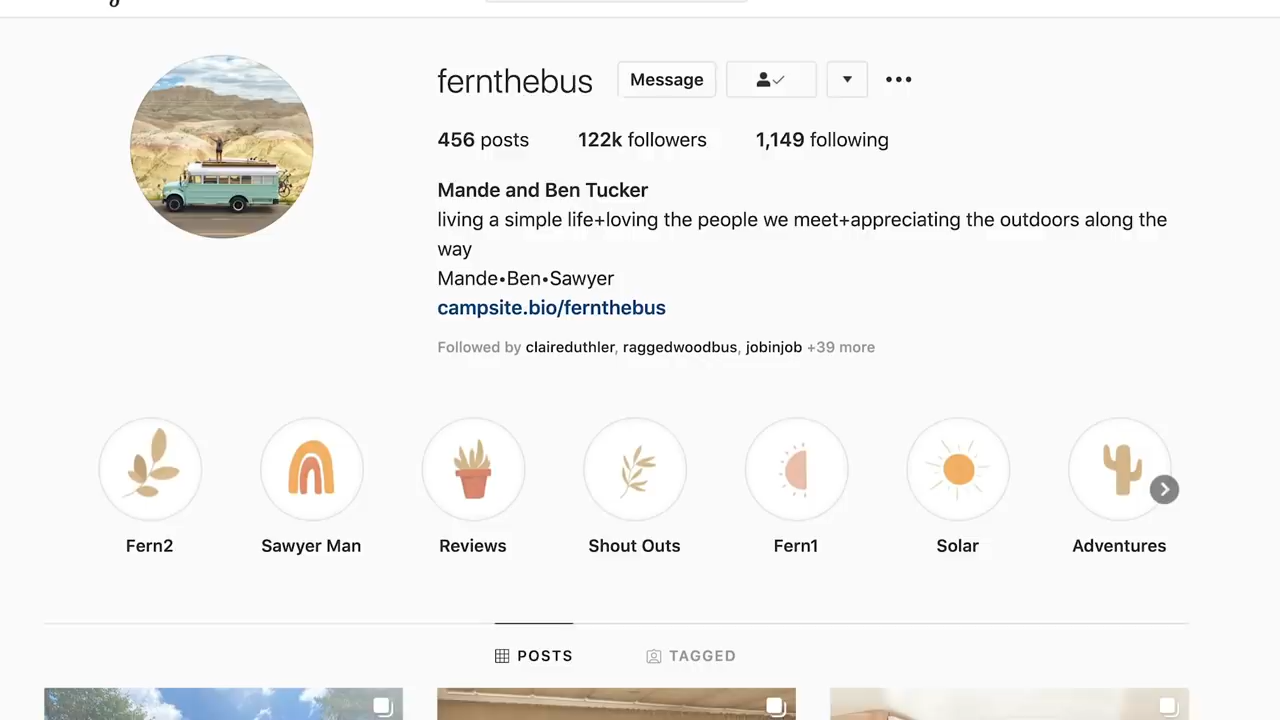 fernthebus Message
456 posts 122k followers 1,149 following
Mande and Ben Tucker
living a simple life+loving the people we meet+appreciating the outdoors along the
way
Mande•Ben•Sawyer
campsite.bio/fernthebus
Followed by claireduthler, raggedwoodbus, jobinjob +39 more
Fern2 Sawyer Man Reviews Shout Outs Fern1 Solar Adventures
POSTS TAGGED